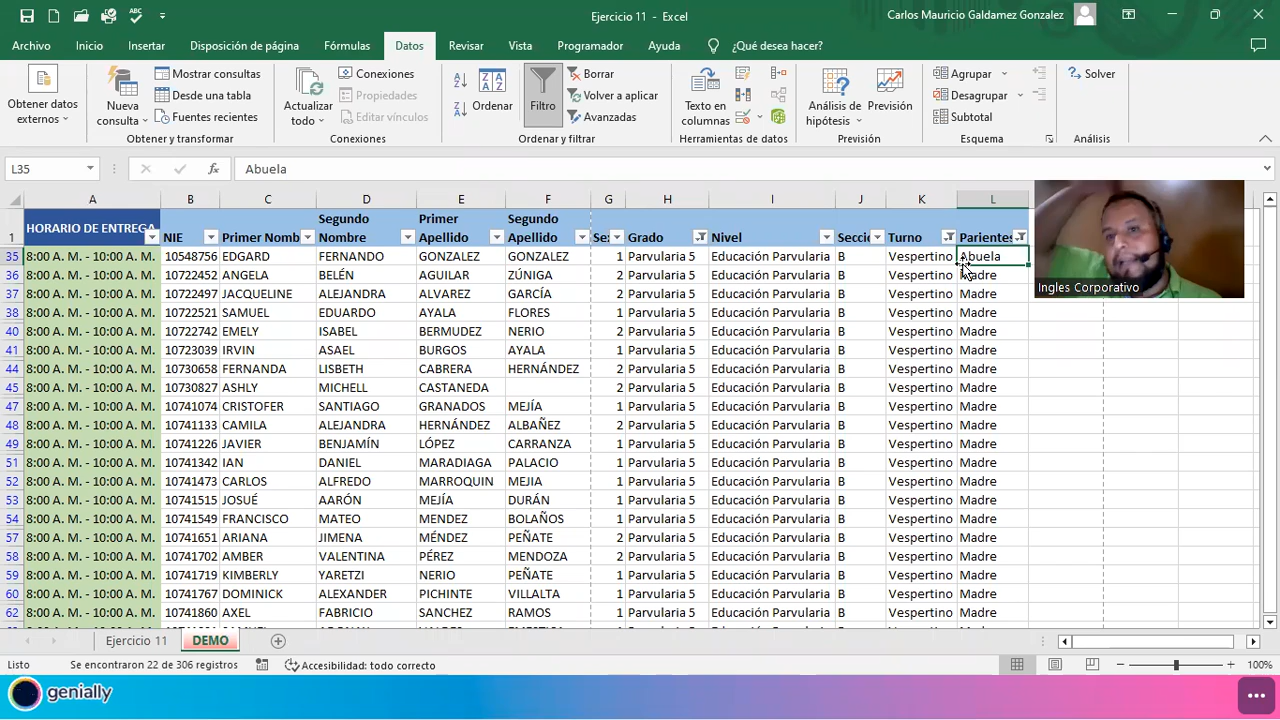 Ejercicio 11 - Excel
Carlos Mauricio Galdamez Gonzalez
Archivo Inicio Insertar Disposición de página Fórmulas Datos Revisar Vista Programador Ayuda ¿Qué desea hacer?
Obtener datos externos
Nueva consulta
Mostrar consultas
Desde una tabla
Fuentes recientes
Obtener y transformar
Actualizar todo
Conexiones
Propiedades
Editar vínculos
Conexiones
Ordenar
Filtro
Borrar
Volver a aplicar
Avanzadas
Ordenar y filtrar
Texto en columnas
Herramientas de datos
Análisis de hipótesis
Previsión
Previsión
Agrupar
Desagrupar
Subtotal
Esquema
Solver
Análisis
L35 fx Abuela
A B C D E F G H I J K L
1 HORARIO DE ENTREGA NIE Primer Nomb Segundo Nombre Primer Apellido Segundo Apellido Sex Grado Nivel Secció Turno Parientes
35 8:00 A. M. - 10:00 A. M. 10548756 EDGARD FERNANDO GONZALEZ GONZALEZ 1 Parvularia 5 Educación Parvularia B Vespertino Abuela
36 8:00 A. M. - 10:00 A. M. 10722452 ANGELA BELÉN AGUILAR ZÚNIGA 2 Parvularia 5 Educación Parvularia B Vespertino Madre
37 8:00 A. M. - 10:00 A. M. 10722497 JACQUELINE ALEJANDRA ALVAREZ GARCÍA 2 Parvularia 5 Educación Parvularia B Vespertino Madre
38 8:00 A. M. - 10:00 A. M. 10722521 SAMUEL EDUARDO AYALA FLORES 1 Parvularia 5 Educación Parvularia B Vespertino Madre
40 8:00 A. M. - 10:00 A. M. 10722742 EMELY ISABEL BERMUDEZ NERIO 2 Parvularia 5 Educación Parvularia B Vespertino Madre
41 8:00 A. M. - 10:00 A. M. 10723039 IRVIN ASAEL BURGOS AYALA 1 Parvularia 5 Educación Parvularia B Vespertino Madre
44 8:00 A. M. - 10:00 A. M. 10730658 FERNANDA LISBETH CABRERA HERNÁNDEZ 2 Parvularia 5 Educación Parvularia B Vespertino Madre
45 8:00 A. M. - 10:00 A. M. 10730827 ASHLY MICHELL CASTANEDA 2 Parvularia 5 Educación Parvularia B Vespertino Madre
47 8:00 A. M. - 10:00 A. M. 10741074 CRISTOFER SANTIAGO GRANADOS MEJÍA 1 Parvularia 5 Educación Parvularia B Vespertino Madre
48 8:00 A. M. - 10:00 A. M. 10741133 CAMILA ALEJANDRA HERNÁNDEZ ALBAÑEZ 2 Parvularia 5 Educación Parvularia B Vespertino Madre
49 8:00 A. M. - 10:00 A. M. 10741226 JAVIER BENJAMÍN LÓPEZ CARRANZA 1 Parvularia 5 Educación Parvularia B Vespertino Madre
51 8:00 A. M. - 10:00 A. M. 10741342 IAN DANIEL MARADIAGA PALACIO 1 Parvularia 5 Educación Parvularia B Vespertino Madre
52 8:00 A. M. - 10:00 A. M. 10741473 CARLOS ALFREDO MARROQUIN MEJIA 1 Parvularia 5 Educación Parvularia B Vespertino Madre
53 8:00 A. M. - 10:00 A. M. 10741515 JOSUÉ AARÓN MEJÍA DURÁN 1 Parvularia 5 Educación Parvularia B Vespertino Madre
54 8:00 A. M. - 10:00 A. M. 10741549 FRANCISCO MATEO MENDEZ BOLAÑOS 1 Parvularia 5 Educación Parvularia B Vespertino Madre
57 8:00 A. M. - 10:00 A. M. 10741651 ARIANA JIMENA MÉNDEZ PEÑATE 2 Parvularia 5 Educación Parvularia B Vespertino Madre
58 8:00 A. M. - 10:00 A. M. 10741702 AMBER VALENTINA PÉREZ MENDOZA 2 Parvularia 5 Educación Parvularia B Vespertino Madre
59 8:00 A. M. - 10:00 A. M. 10741719 KIMBERLY YARETZI NERIO PEÑATE 1 Parvularia 5 Educación Parvularia B Vespertino Madre
60 8:00 A. M. - 10:00 A. M. 10741767 DOMINICK ALEXANDER PICHINTE VILLALTA 1 Parvularia 5 Educación Parvularia B Vespertino Madre
62 8:00 A. M. - 10:00 A. M. 10741860 AXEL FABRICIO SANCHEZ RAMOS 1 Parvularia 5 Educación Parvularia B Vespertino Madre
Ingles Corporativo
Ejercicio 11 DEMO
Listo Se encontraron 22 de 306 registros Accesibilidad: todo correcto 100%
genially